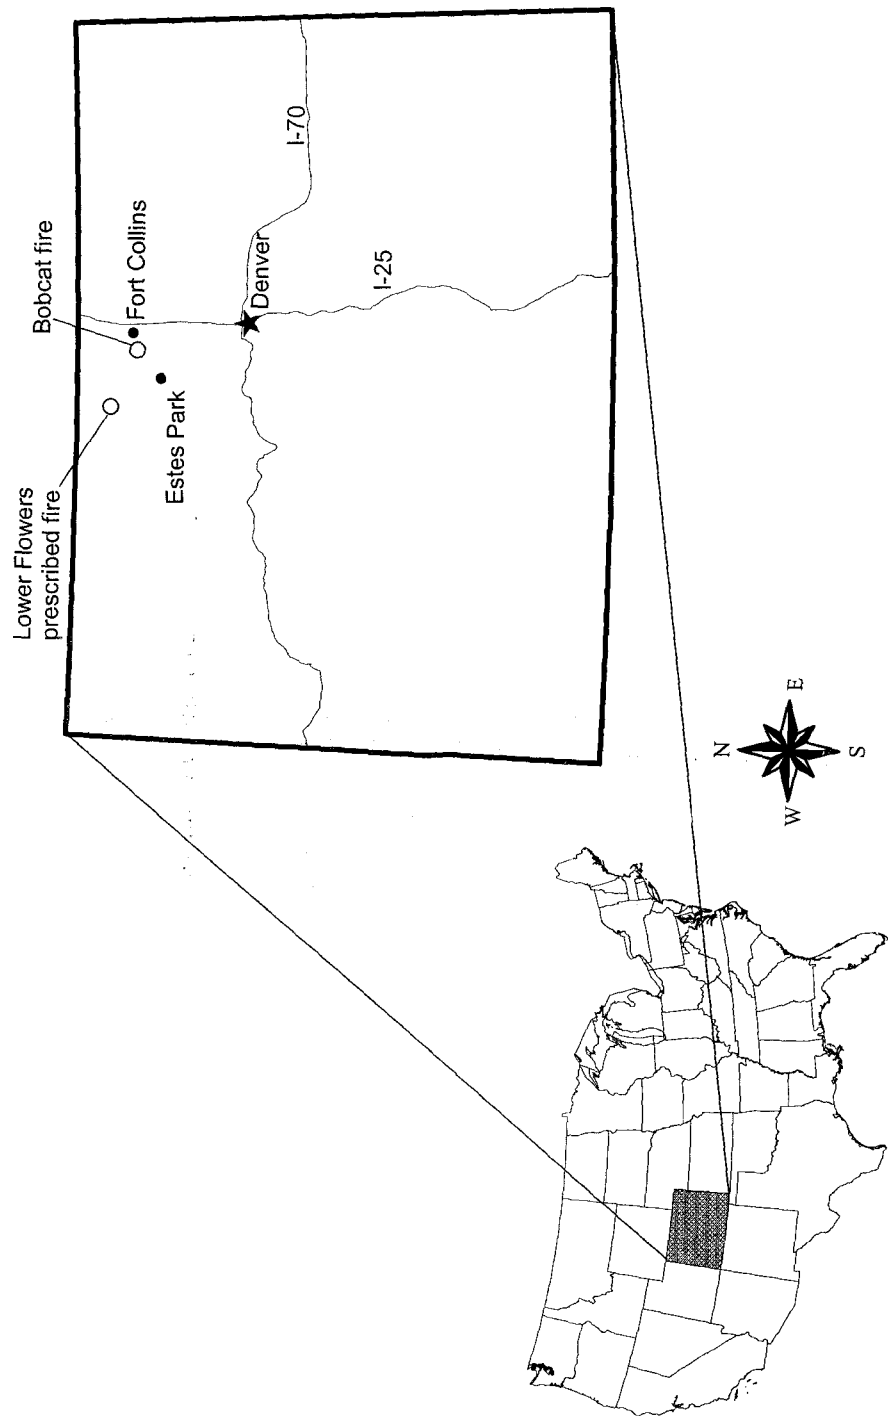 Lower Flowers
prescribed fire
Bobcat fire
Fort Collins
Estes Park
Denver
I-70
I-25
N
W
E
S